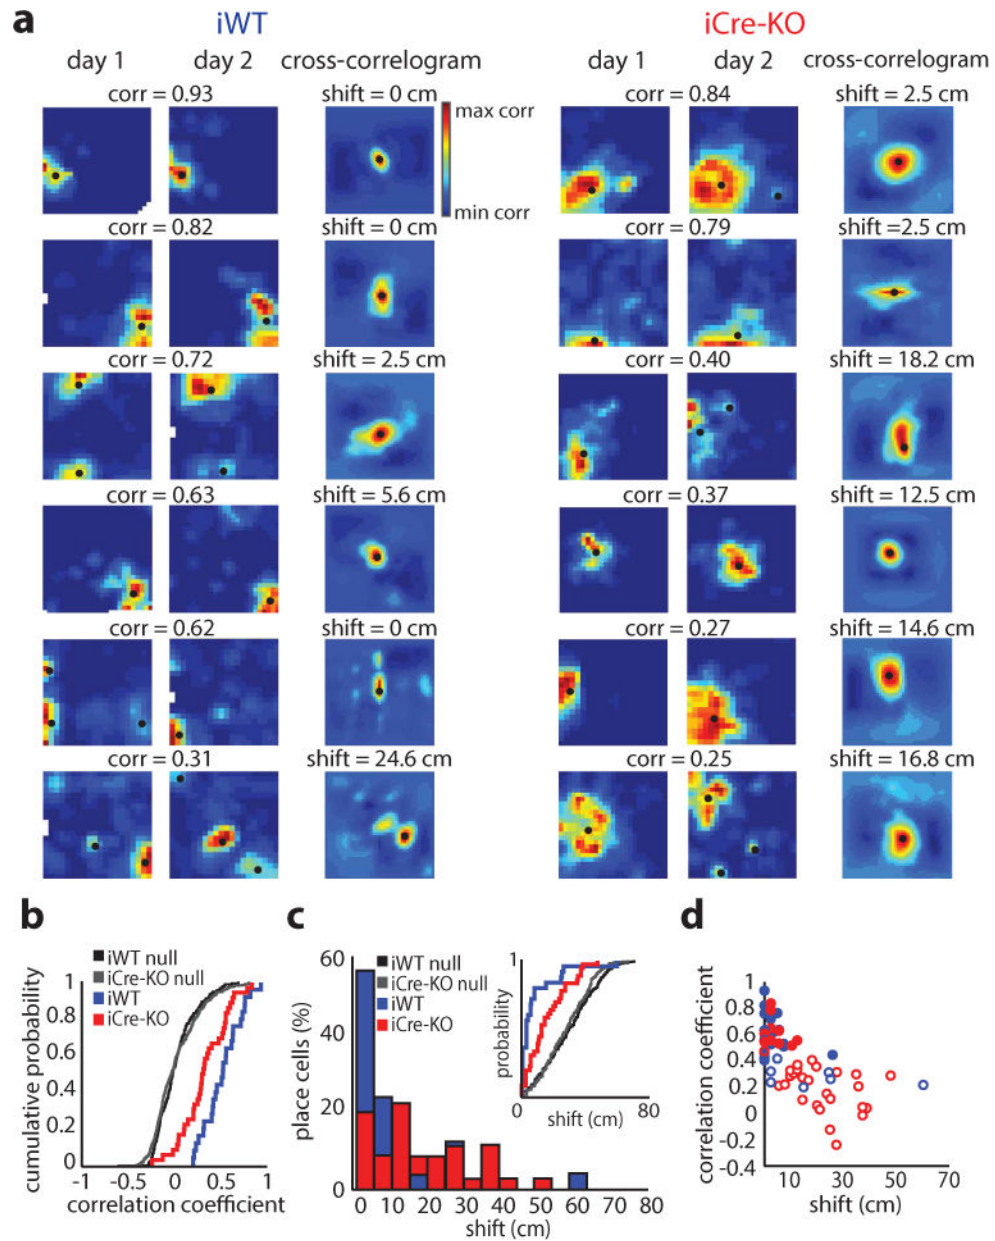 a
iWT
iCre-KO
day 1 day 2 cross-correlogram
day 1 day 2 cross-correlogram
corr = 0.93 shift = 0 cm
corr = 0.84 shift = 2.5 cm
max corr
min corr
corr = 0.82 shift = 0 cm
corr = 0.79 shift =2.5 cm
corr = 0.72 shift = 2.5 cm
corr = 0.40 shift = 18.2 cm
corr = 0.63 shift = 5.6 cm
corr = 0.37 shift = 12.5 cm
corr = 0.62 shift = 0 cm
corr = 0.27 shift = 14.6 cm
corr = 0.31 shift = 24.6 cm
corr = 0.25 shift = 16.8 cm
b
cumulative probability
1
0.8
0.6
0.4
0.2
0
iWT null
iCre-KO null
iWT
iCre-KO
-1 -0.5 0 0.5 1
correlation coefficient
c
place cells (%)
60
40
20
0
iWT null
iCre-KO null
iWT
iCre-KO
probability
1
0 80
shift (cm)
0 10 20 30 40 50 60 70 80
shift (cm)
d
correlation coefficient
1
0.8
0.6
0.4
0.2
0
-0.2
-0.4
10 30 50 70
shift (cm)